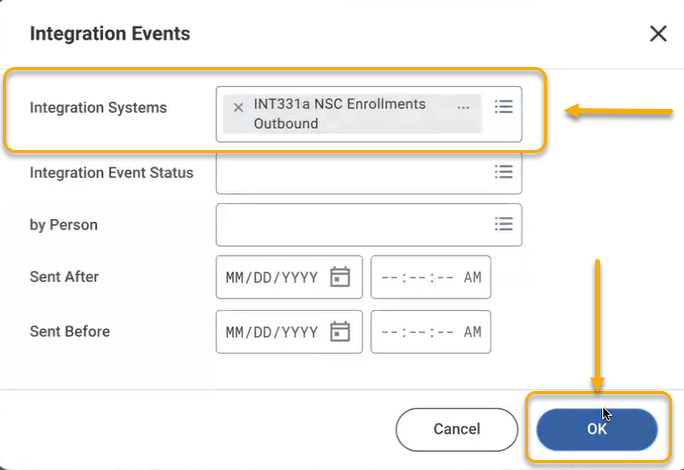 Integration Events
Integration Systems
INT331a NSC Enrollments
Outbound
Integration Event Status
by Person
Sent After MM/DD/YYYY --:--:-- AM
Sent Before MM/DD/YYYY --:--:-- AM
Cancel OK